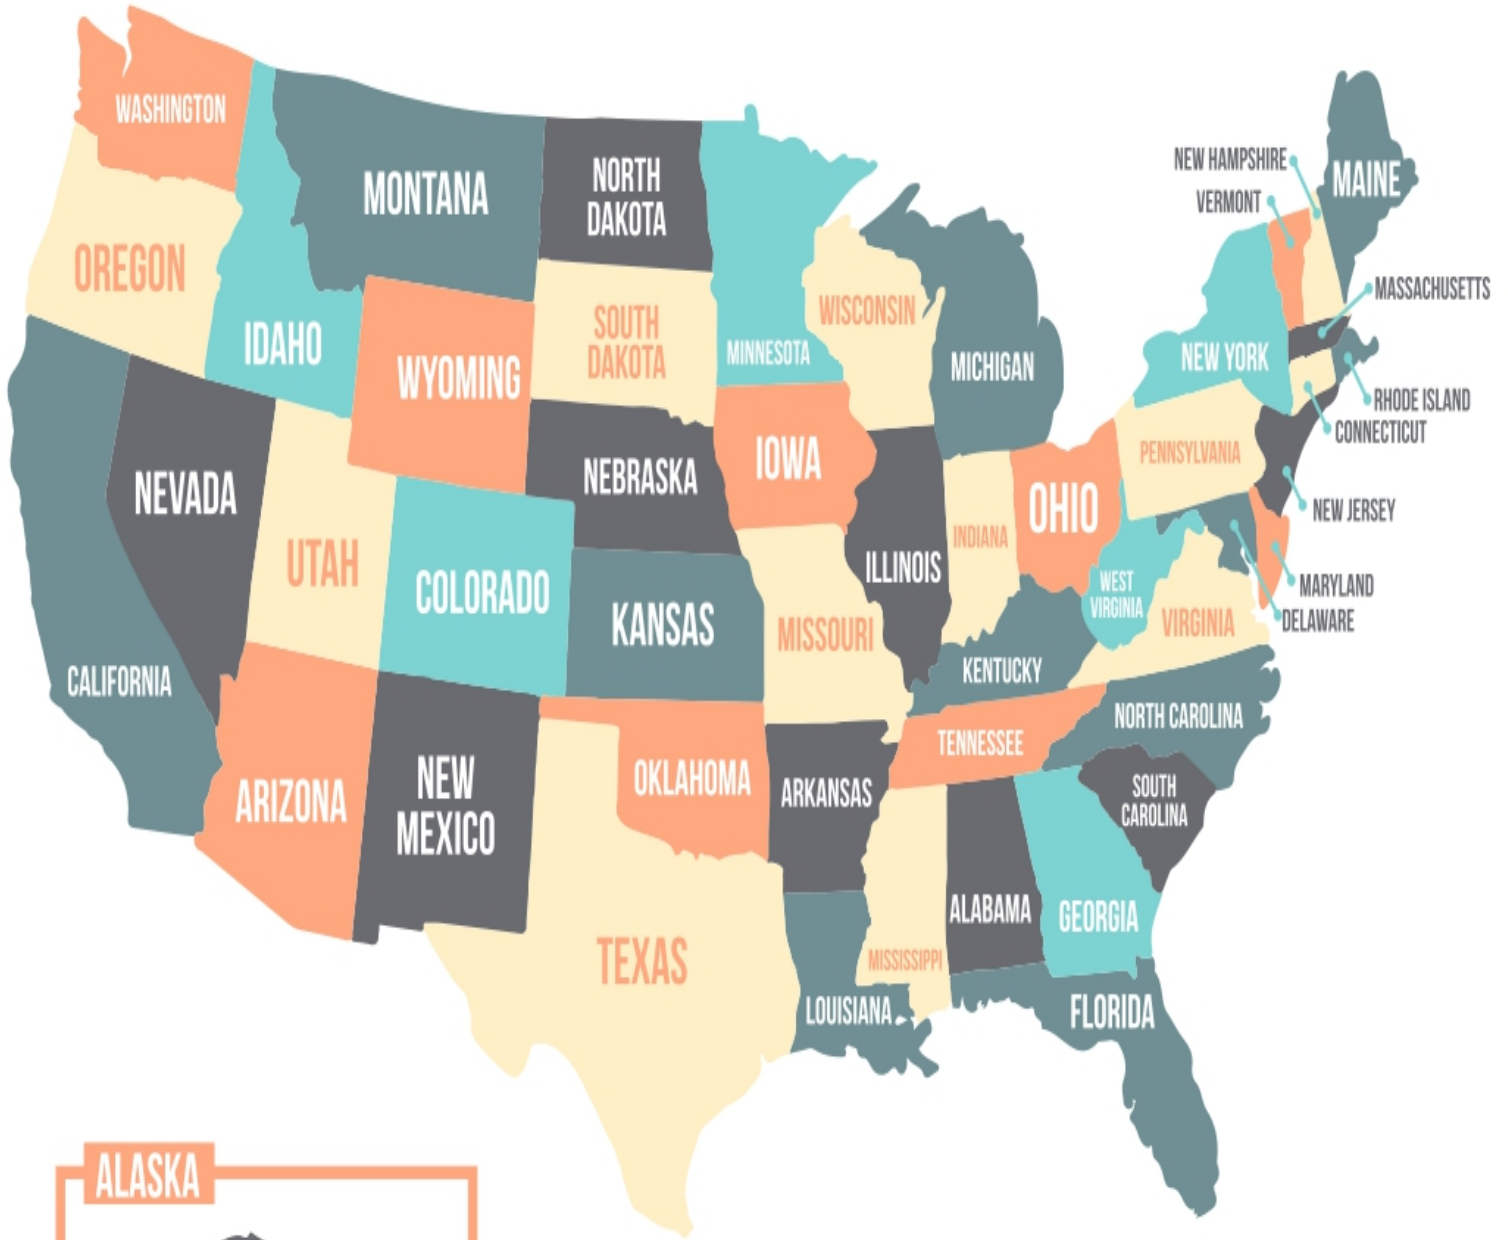 WASHINGTON
MONTANA
NORTH
DAKOTA
NEW HAMPSHIRE
MAINE
VERMONT
OREGON
IDAHO
WYOMING
SOUTH
DAKOTA
MINNESOTA
WISCONSIN
MICHIGAN
NEW YORK
MASSACHUSETTS
RHODE ISLAND
CONNECTICUT
NEVADA
UTAH
COLORADO
NEBRASKA
IOWA
ILLINOIS
INDIANA
OHIO
PENNSYLVANIA
NEW JERSEY
KANSAS
MISSOURI
WEST
VIRGINIA
VIRGINIA
MARYLAND
DELAWARE
CALIFORNIA
KENTUCKY
NORTH CAROLINA
TENNESSEE
ARIZONA
NEW
MEXICO
OKLAHOMA
ARKANSAS
SOUTH
CAROLINA
TEXAS
LOUISIANA
MISSISSIPPI
ALABAMA
GEORGIA
FLORIDA
ALASKA